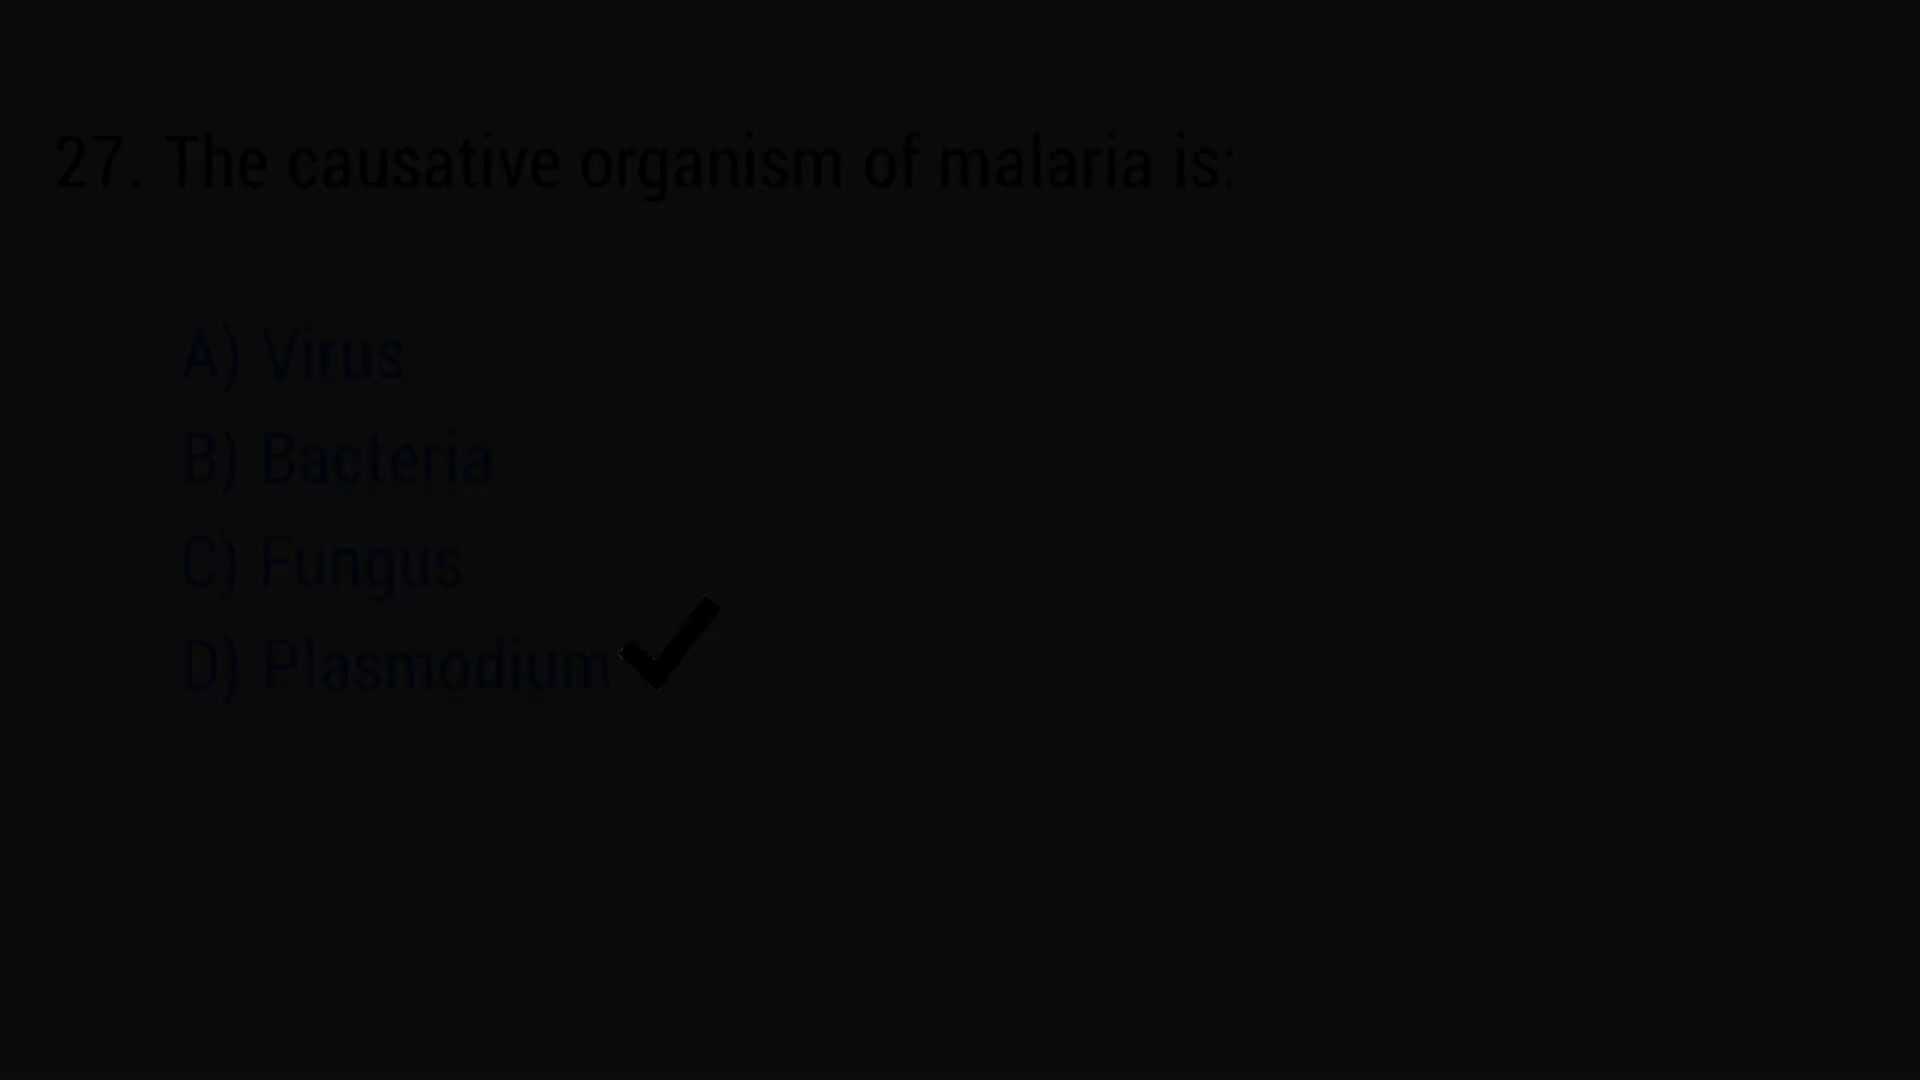 27. The causative organism of malaria is:
A) Virus
B) Bacteria
C) Fungus
D) Plasmodium